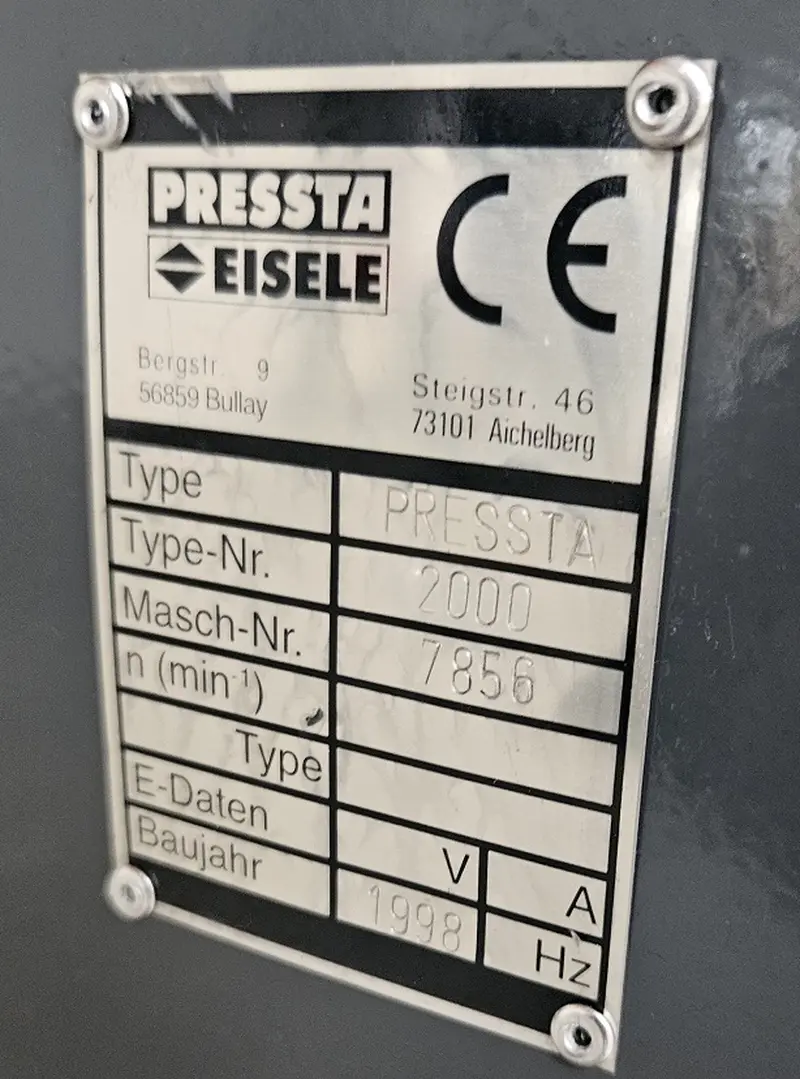 PRESSTA
EISELE
CE
Bergstr. 9
56859 Bullay
Steigstr. 46
73101 Aichelberg
Type PRESSTA
Type-Nr. 2000
Masch-Nr. 7856
n (min⁻¹)
Type
E-Daten V A
Baujahr 1998 Hz